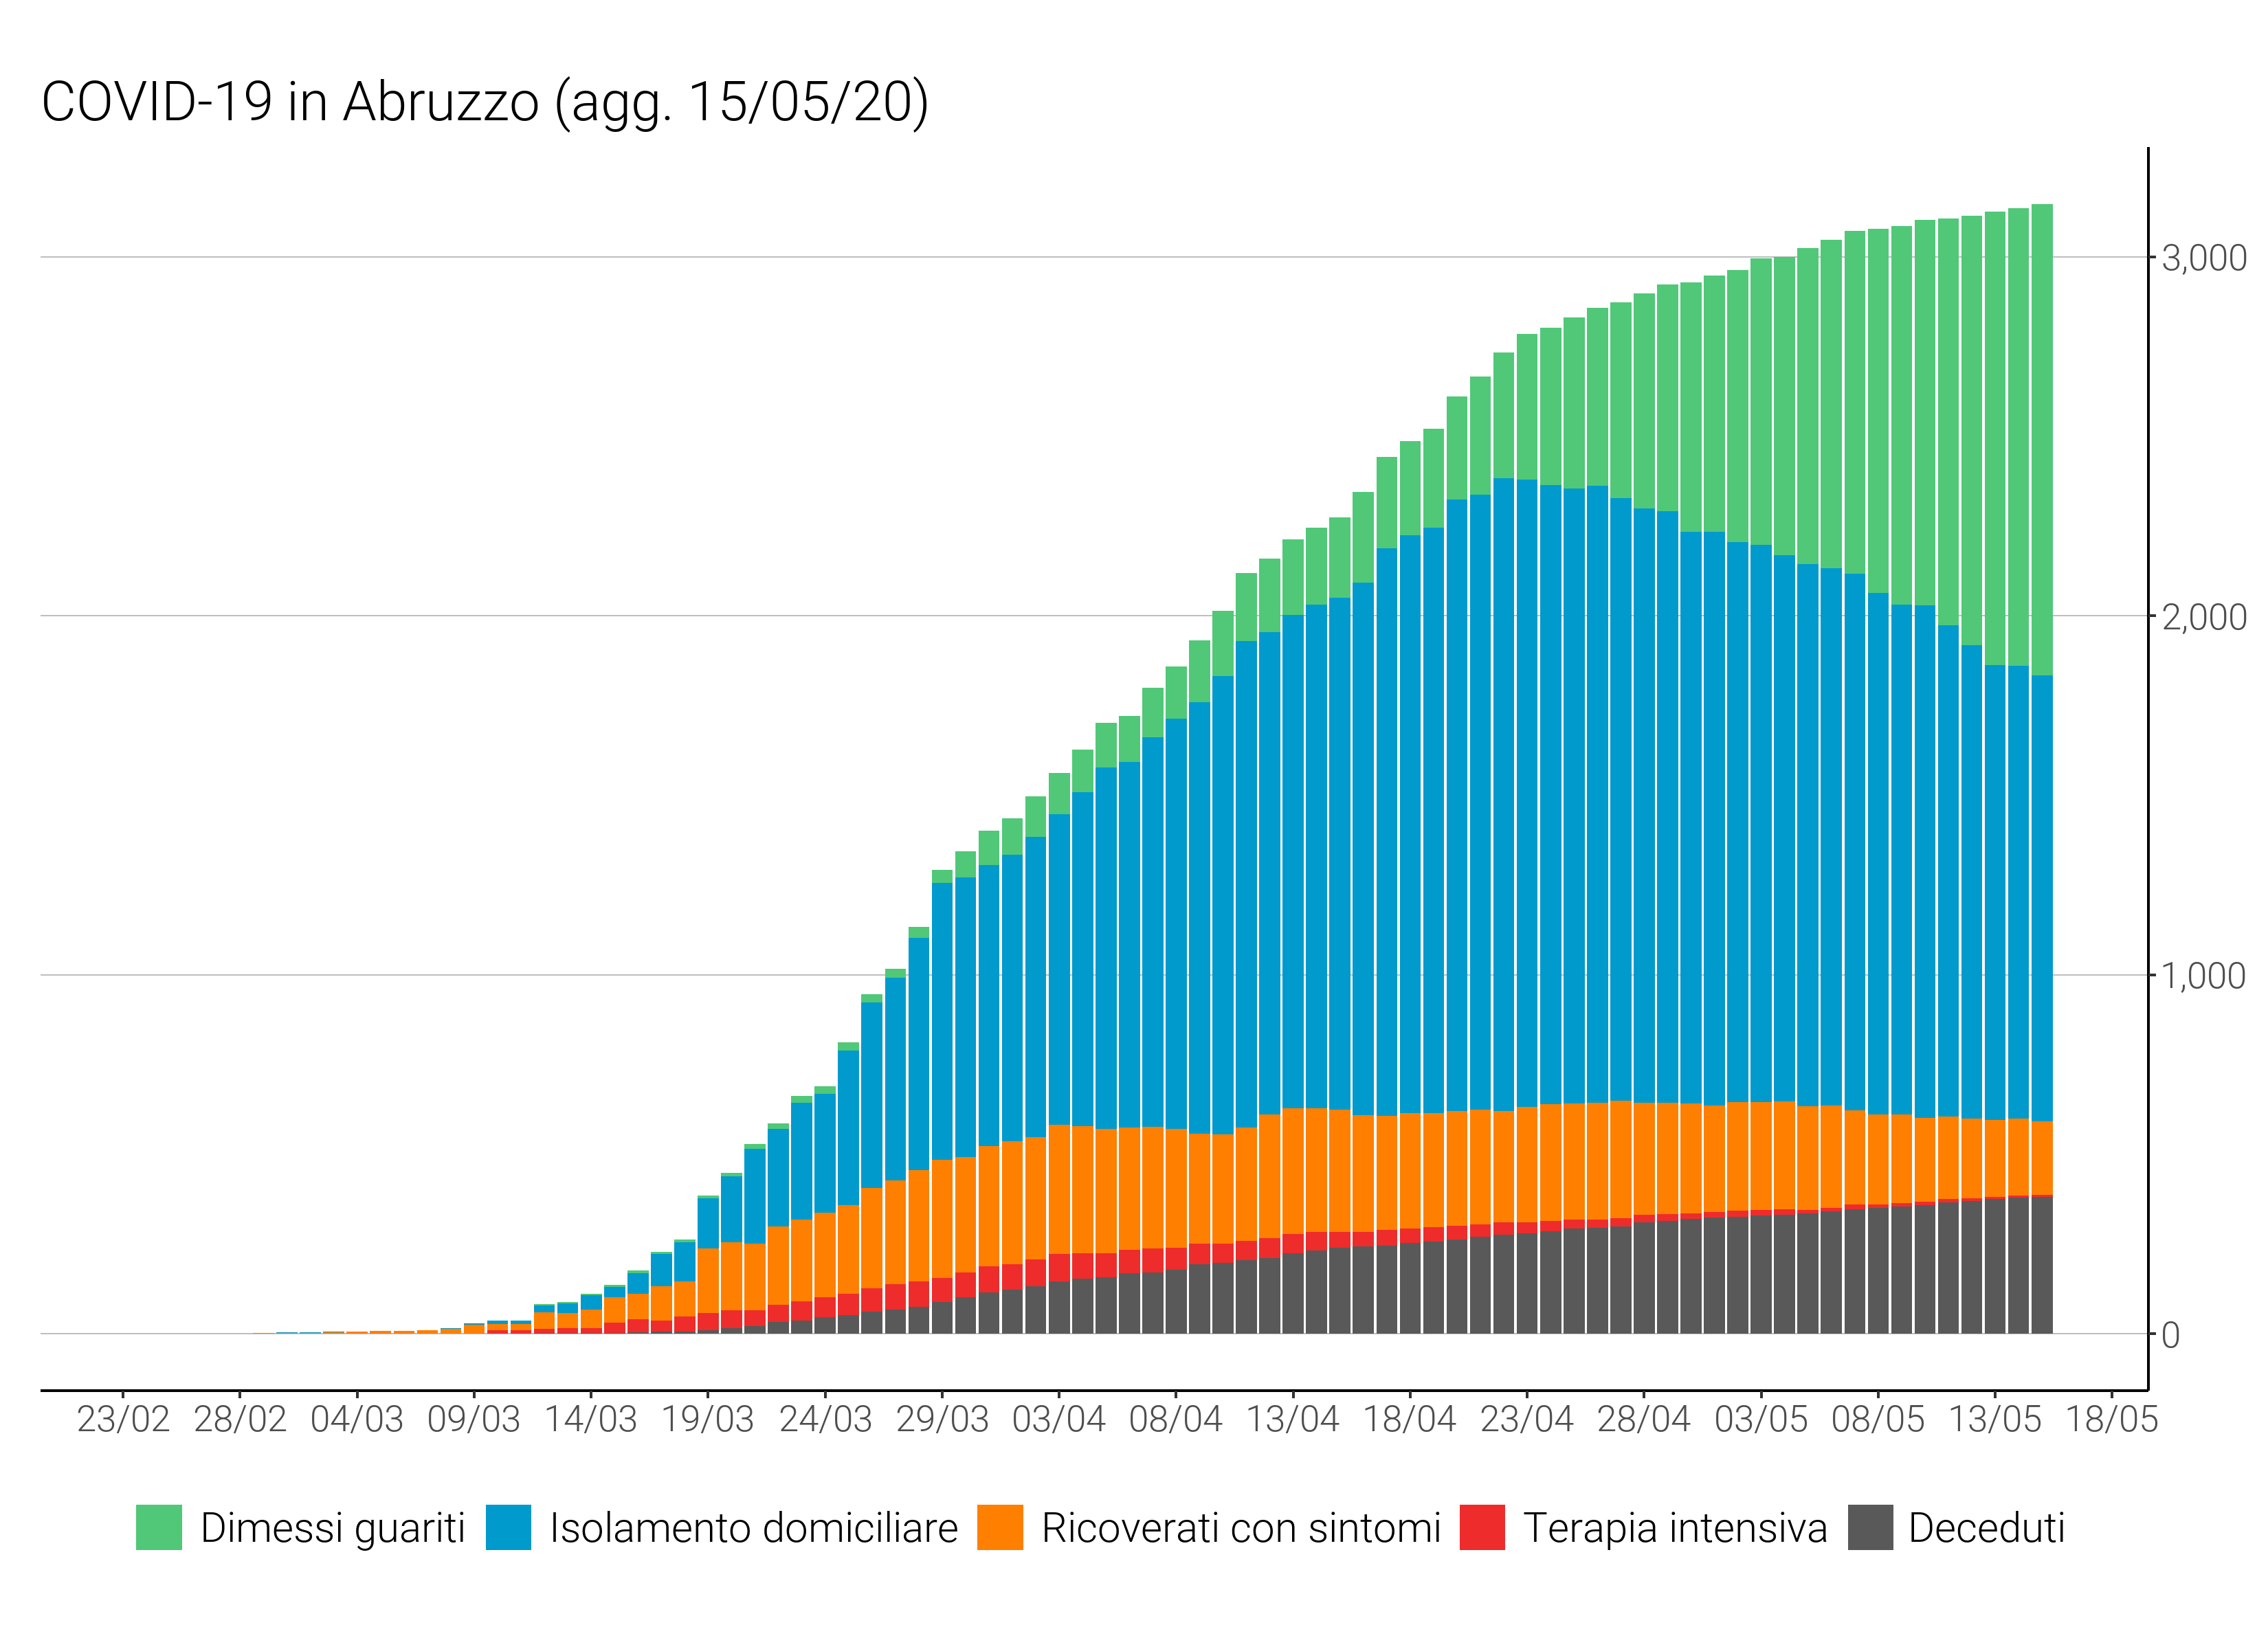 COVID-19 in Abruzzo (agg. 15/05/20)
3,000
2,000
1,000
0
23/02 28/02 04/03 09/03 14/03 19/03 24/03 29/03 03/04 08/04 13/04 18/04 23/04 28/04 03/05 08/05 13/05 18/05
Dimessi guariti Isolamento domiciliare Ricoverati con sintomi Terapia intensiva Deceduti